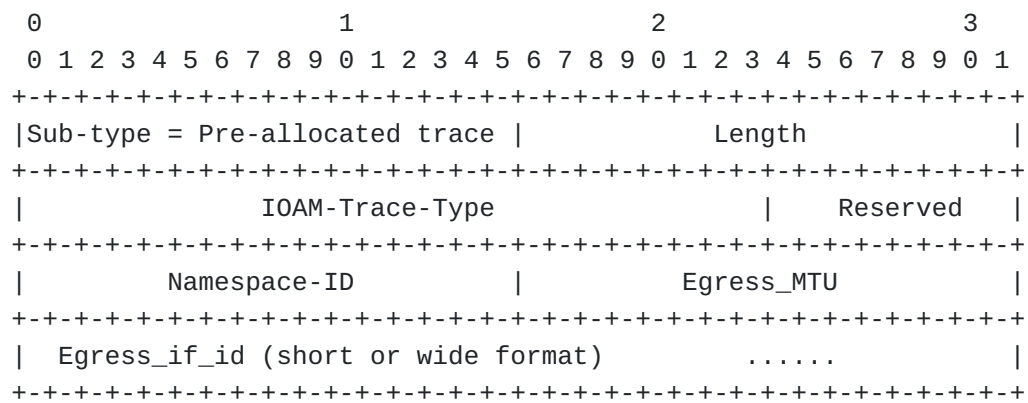 0                   1                   2                   3
 0 1 2 3 4 5 6 7 8 9 0 1 2 3 4 5 6 7 8 9 0 1 2 3 4 5 6 7 8 9 0 1
+-+-+-+-+-+-+-+-+-+-+-+-+-+-+-+-+-+-+-+-+-+-+-+-+-+-+-+-+-+-+-+-+
|Sub-type = Pre-allocated trace |            Length             |
+-+-+-+-+-+-+-+-+-+-+-+-+-+-+-+-+-+-+-+-+-+-+-+-+-+-+-+-+-+-+-+-+
|               IOAM-Trace-Type                 |    Reserved   |
+-+-+-+-+-+-+-+-+-+-+-+-+-+-+-+-+-+-+-+-+-+-+-+-+-+-+-+-+-+-+-+-+
|         Namespace-ID          |          Egress_MTU           |
+-+-+-+-+-+-+-+-+-+-+-+-+-+-+-+-+-+-+-+-+-+-+-+-+-+-+-+-+-+-+-+-+
|  Egress_if_id (short or wide format)         ......           |
+-+-+-+-+-+-+-+-+-+-+-+-+-+-+-+-+-+-+-+-+-+-+-+-+-+-+-+-+-+-+-+-+